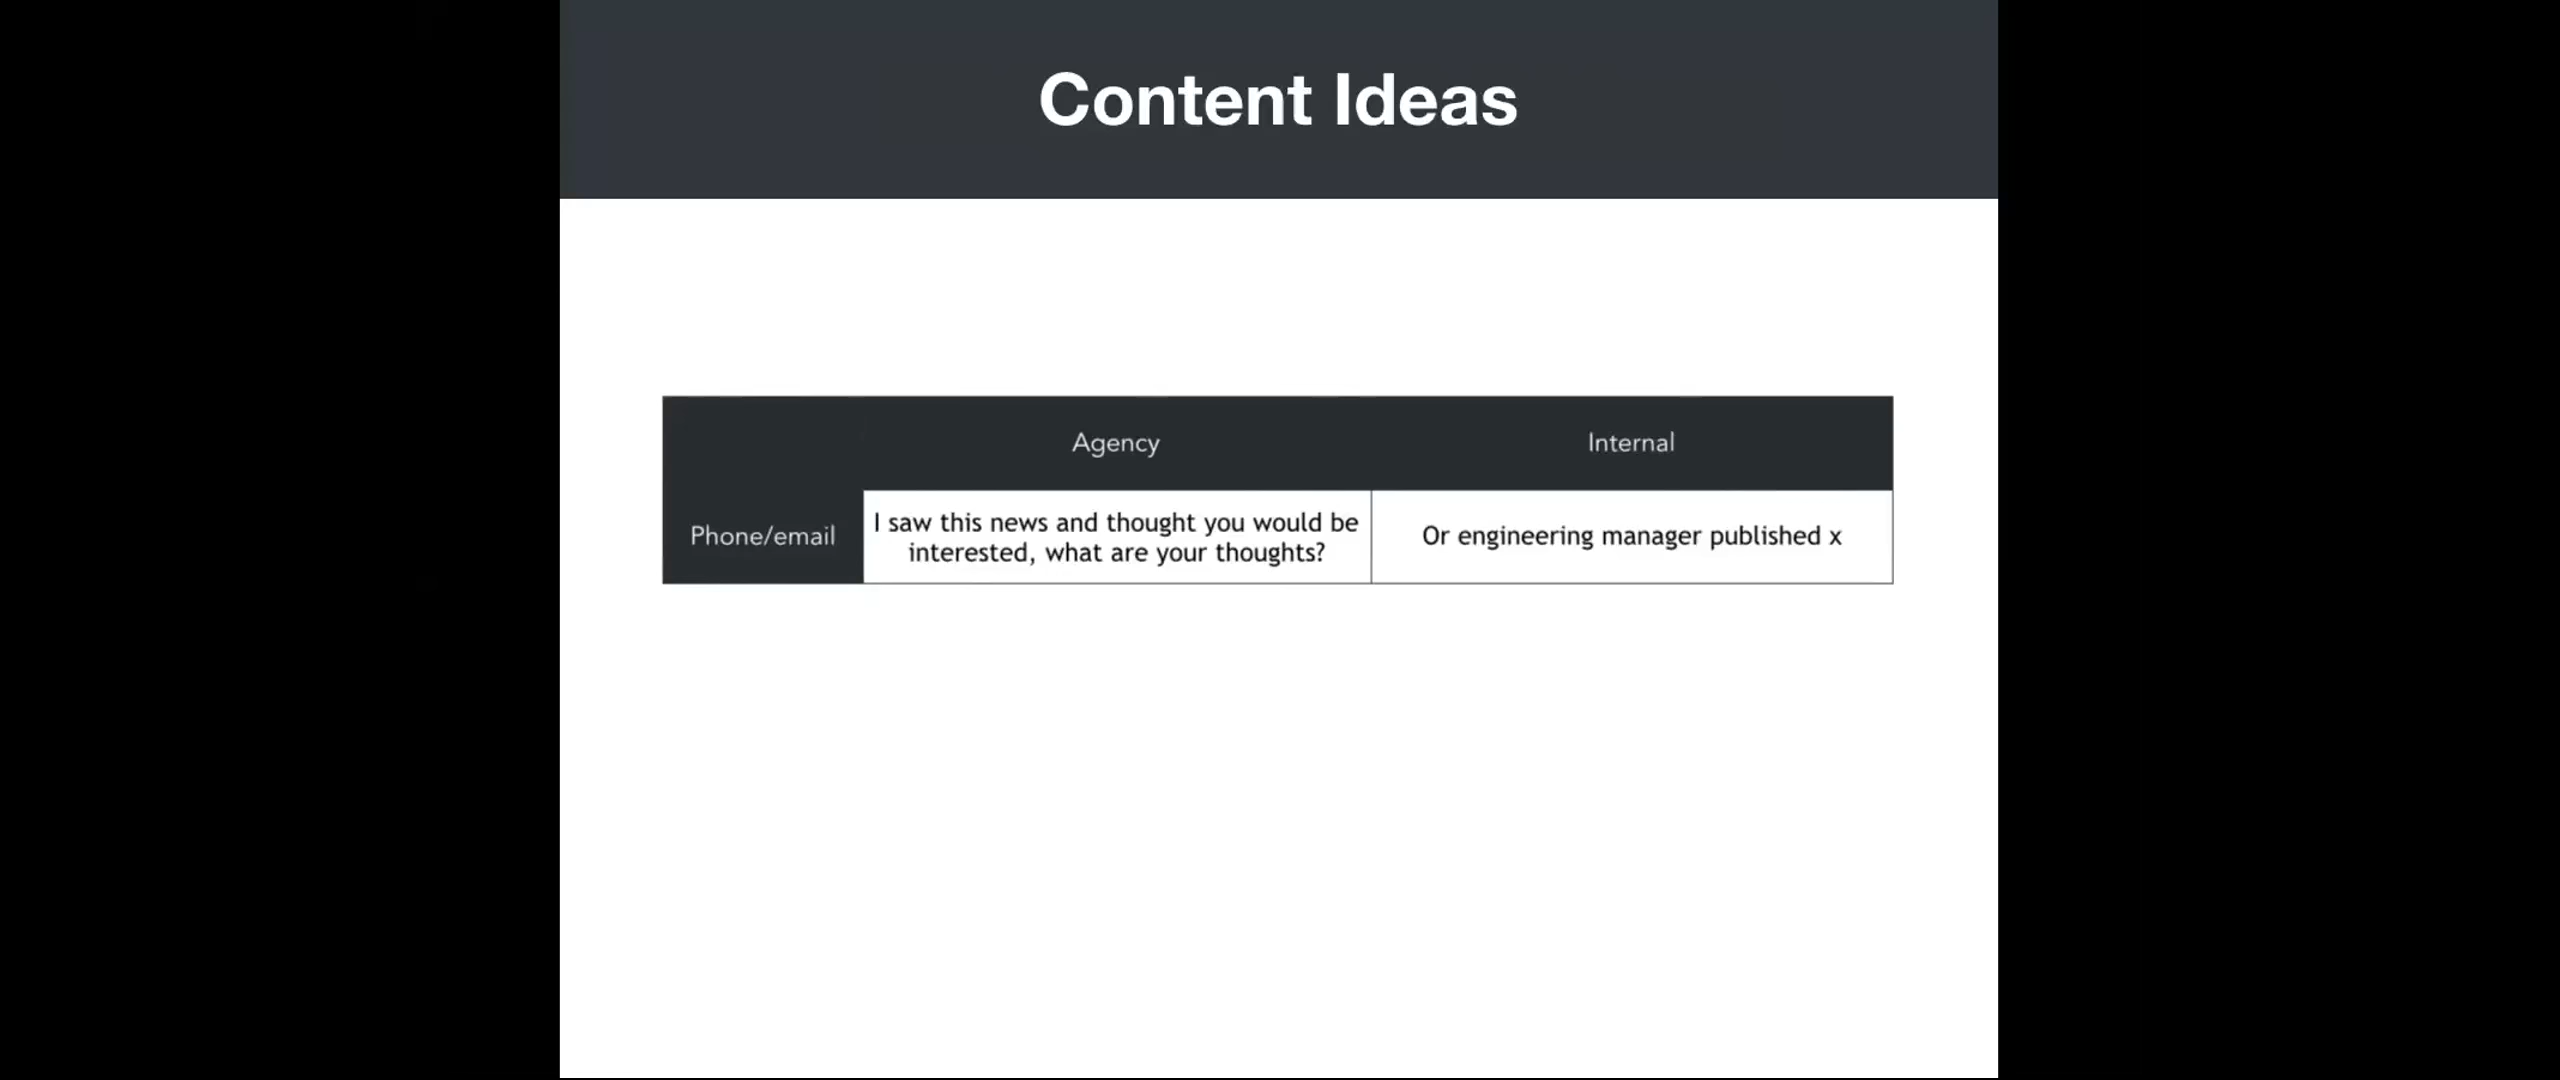 Content Ideas
Agency
Internal
Phone/email
I saw this news and thought you would be
interested, what are your thoughts?
Or engineering manager published x